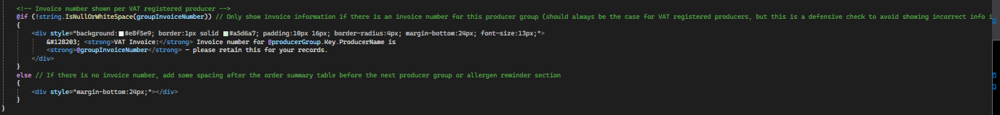 <!-- Invoice number shown per VAT registered producer -->
@if (!string.IsNullOrWhiteSpace(groupInvoiceNumber)) // Only show invoice information if there is an invoice number for this producer group (should always be the case for VAT registered producers, but this is a defensive check to avoid showing incorrect info i
{
<div style="background:#e8f5e9; border:1px solid #a5d6a7; padding:10px 16px; border-radius:4px; margin-bottom:24px; font-size:13px;">
&#128203; <strong>VAT Invoice:</strong> Invoice number for @producerGroup.Key.ProducerName is
<strong>@groupInvoiceNumber</strong> — please retain this for your records.
</div>
}
else // If there is no invoice number, add some spacing after the order summary table before the next producer group or allergen reminder section
{
<div style="margin-bottom:24px;"></div>
}
}